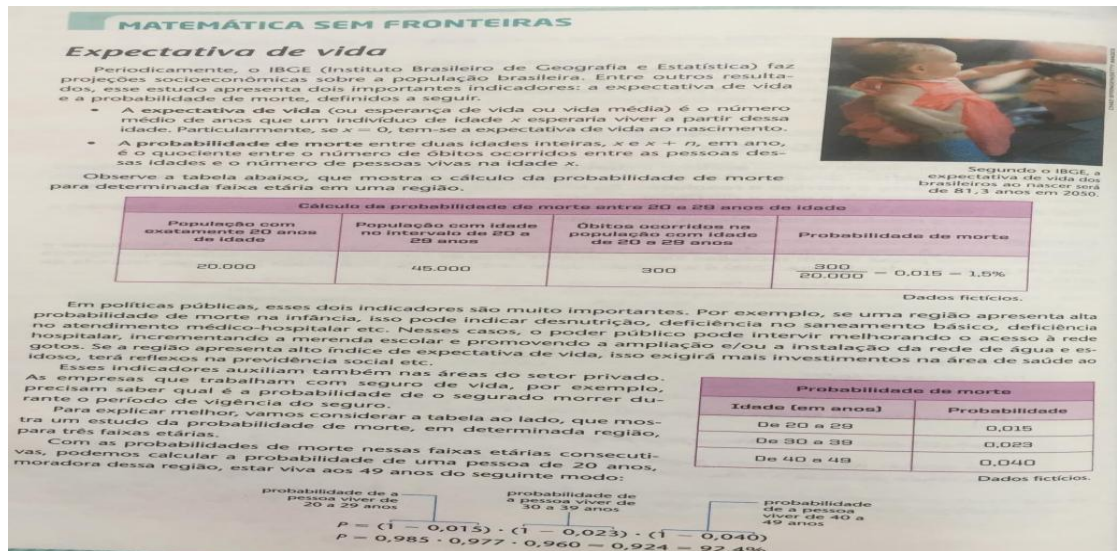 MATEMÁTICA SEM FRONTEIRAS
Expectativa de vida
Periodicamente, o IBGE (Instituto Brasileiro de Geografia e Estatística) faz
projeções socioeconômicas sobre a população brasileira. Entre outros resulta-
dos, esse estudo apresenta dois importantes indicadores: a expectativa de vida
e a probabilidade de morte, definidos a seguir.
• A expectativa de vida (ou esperança de vida ou vida média) é o número
médio de anos que um indivíduo de idade x esperaria viver a partir dessa
idade. Particularmente, se x = 0, tem-se a expectativa de vida ao nascimento.
• A probabilidade de morte entre duas idades inteiras, x e x + n, em ano,
é o quociente entre o número de óbitos ocorridos entre as pessoas des-
sas idades e o número de pessoas vivas na idade x.
Observe a tabela abaixo, que mostra o cálculo da probabilidade de morte
para determinada faixa etária em uma região.
Segundo o IBGE, a
expectativa de vida dos
brasileiros ao nascer será
de 81,3 anos em 2050.
Cálculo da probabilidade de morte entre 20 e 29 anos de idade
População com
exatamente 20 anos
de idade
População com idade
no intervalo de 20 a
29 anos
Óbitos ocorridos na
população com idade
de 20 a 29 anos
Probabilidade de morte
20.000
45.000
300
300
20.000
= 0,015 = 1,5%
Dados fictícios.
Em políticas públicas, esses dois indicadores são muito importantes. Por exemplo, se uma região apresenta alta
probabilidade de morte na infância, isso pode indicar desnutrição, deficiência no saneamento básico, deficiência
no atendimento médico-hospitalar etc. Nesses casos, o poder público pode intervir melhorando o acesso à rede
hospitalar, incrementando a merenda escolar e promovendo a ampliação e/ou a instalação da rede de água e es-
gotos. Se a região apresenta alto índice de expectativa de vida, isso exigirá mais investimentos na área de saúde ao
idoso, terá reflexos na previdência social etc.
Esses indicadores auxiliam também nas áreas do setor privado.
As empresas que trabalham com seguro de vida, por exemplo,
precisam saber qual é a probabilidade de o segurado morrer du-
rante o período de vigência do seguro.
Para explicar melhor, vamos considerar a tabela ao lado, que mos-
tra um estudo da probabilidade de morte, em determinada região,
para três faixas etárias.
Com as probabilidades de morte nessas faixas etárias consecuti-
vas, podemos calcular a probabilidade de uma pessoa de 20 anos,
moradora dessa região, estar viva aos 49 anos do seguinte modo:
Probabilidade de morte
Idade (em anos)
Probabilidade
De 20 a 29
0,015
De 30 a 39
0,023
De 40 a 49
0,040
Dados fictícios.
probabilidade de a
pessoa viver de
20 a 29 anos
probabilidade de
a pessoa viver de
30 a 39 anos
probabilidade
de a pessoa
viver de 40 a
49 anos
P = (1 − 0,015) · (1 − 0,023) · (1 − 0,040)
P = 0,985 · 0,977 · 0,960 = 0,924 = 92,4%